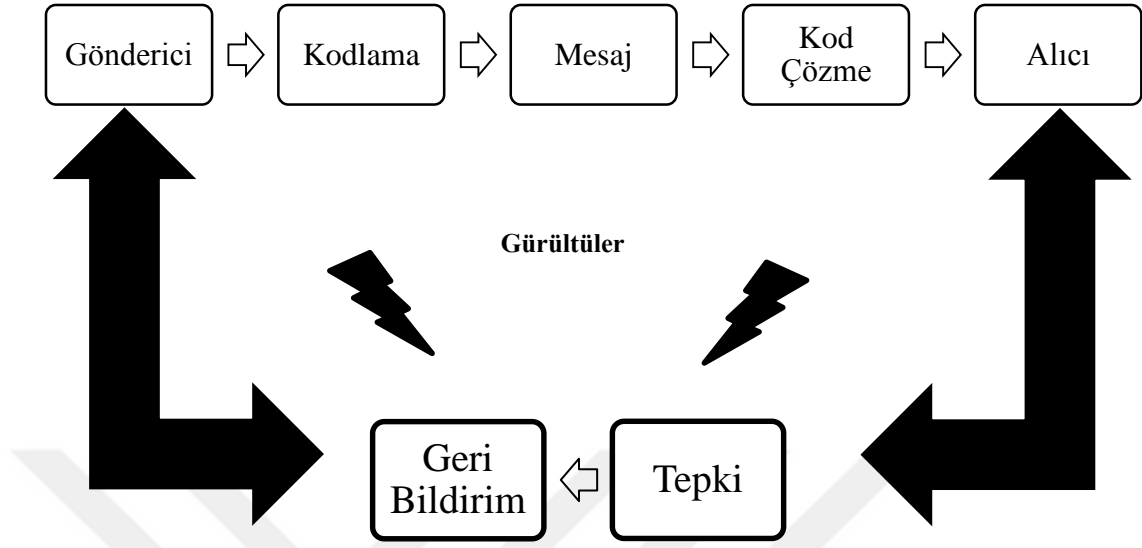 Gönderici
Kodlama
Mesaj
Kod
Çözme
Alıcı
Gürültüler
Geri
Bildirim
Tepki